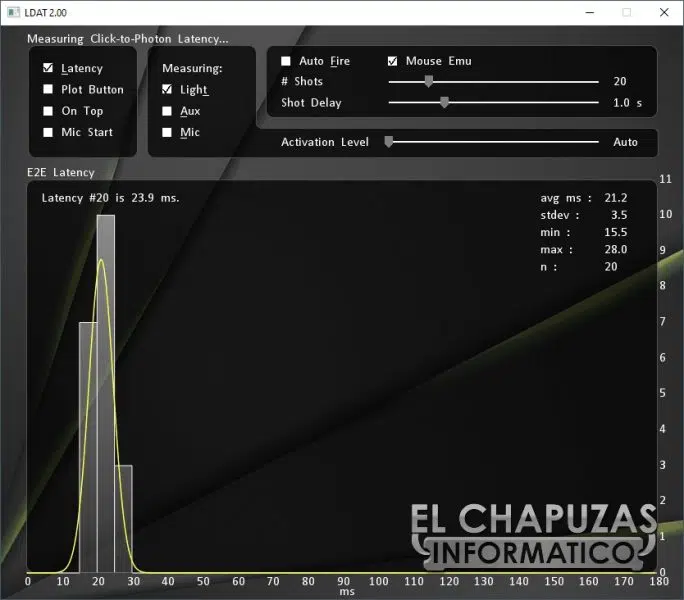 LDAT 2.00
Measuring Click-to-Photon Latency...
Latency
Plot Button
On Top
Mic Start
Measuring:
Light
Aux
Mic
Auto Fire
Mouse Emu
# Shots 20
Shot Delay 1.0 s
Activation Level Auto
E2E Latency
Latency #20 is 23.9 ms.
avg ms : 21.2
stdev : 3.5
min : 15.5
max : 28.0
n : 20
11
10
9
8
7
6
5
4
3
2
1
0
EL CHAPUZAS
INFORMATICO
0 10 20 30 40 50 60 70 80 90 100 110 120 130 140 150 160 170 180
ms